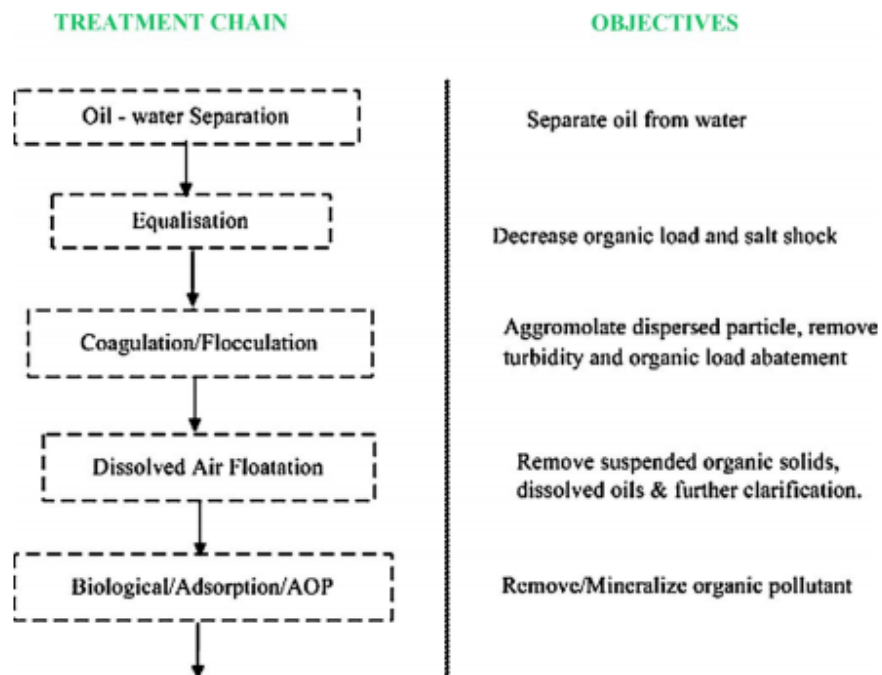 TREATMENT CHAIN
OBJECTIVES
Oil - water Separation
Separate oil from water
Equalisation
Decrease organic load and salt shock
Coagulation/Flocculation
Aggromolate dispersed particle, remove
turbidity and organic load abatement
Dissolved Air Floatation
Remove suspended organic solids,
dissolved oils & further clarification.
Biological/Adsorption/AOP
Remove/Mineralize organic pollutant